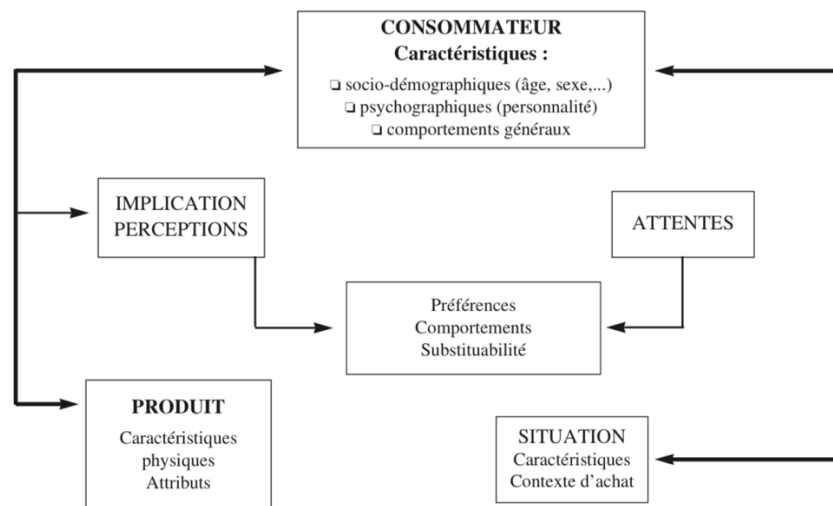 CONSOMMATEUR
Caractéristiques :
❏ socio-démographiques (âge, sexe,...)
❏ psychographiques (personnalité)
❏ comportements généraux
IMPLICATION
PERCEPTIONS
ATTENTES
Préférences
Comportements
Substituabilité
PRODUIT
Caractéristiques
physiques
Attributs
SITUATION
Caractéristiques
Contexte d'achat